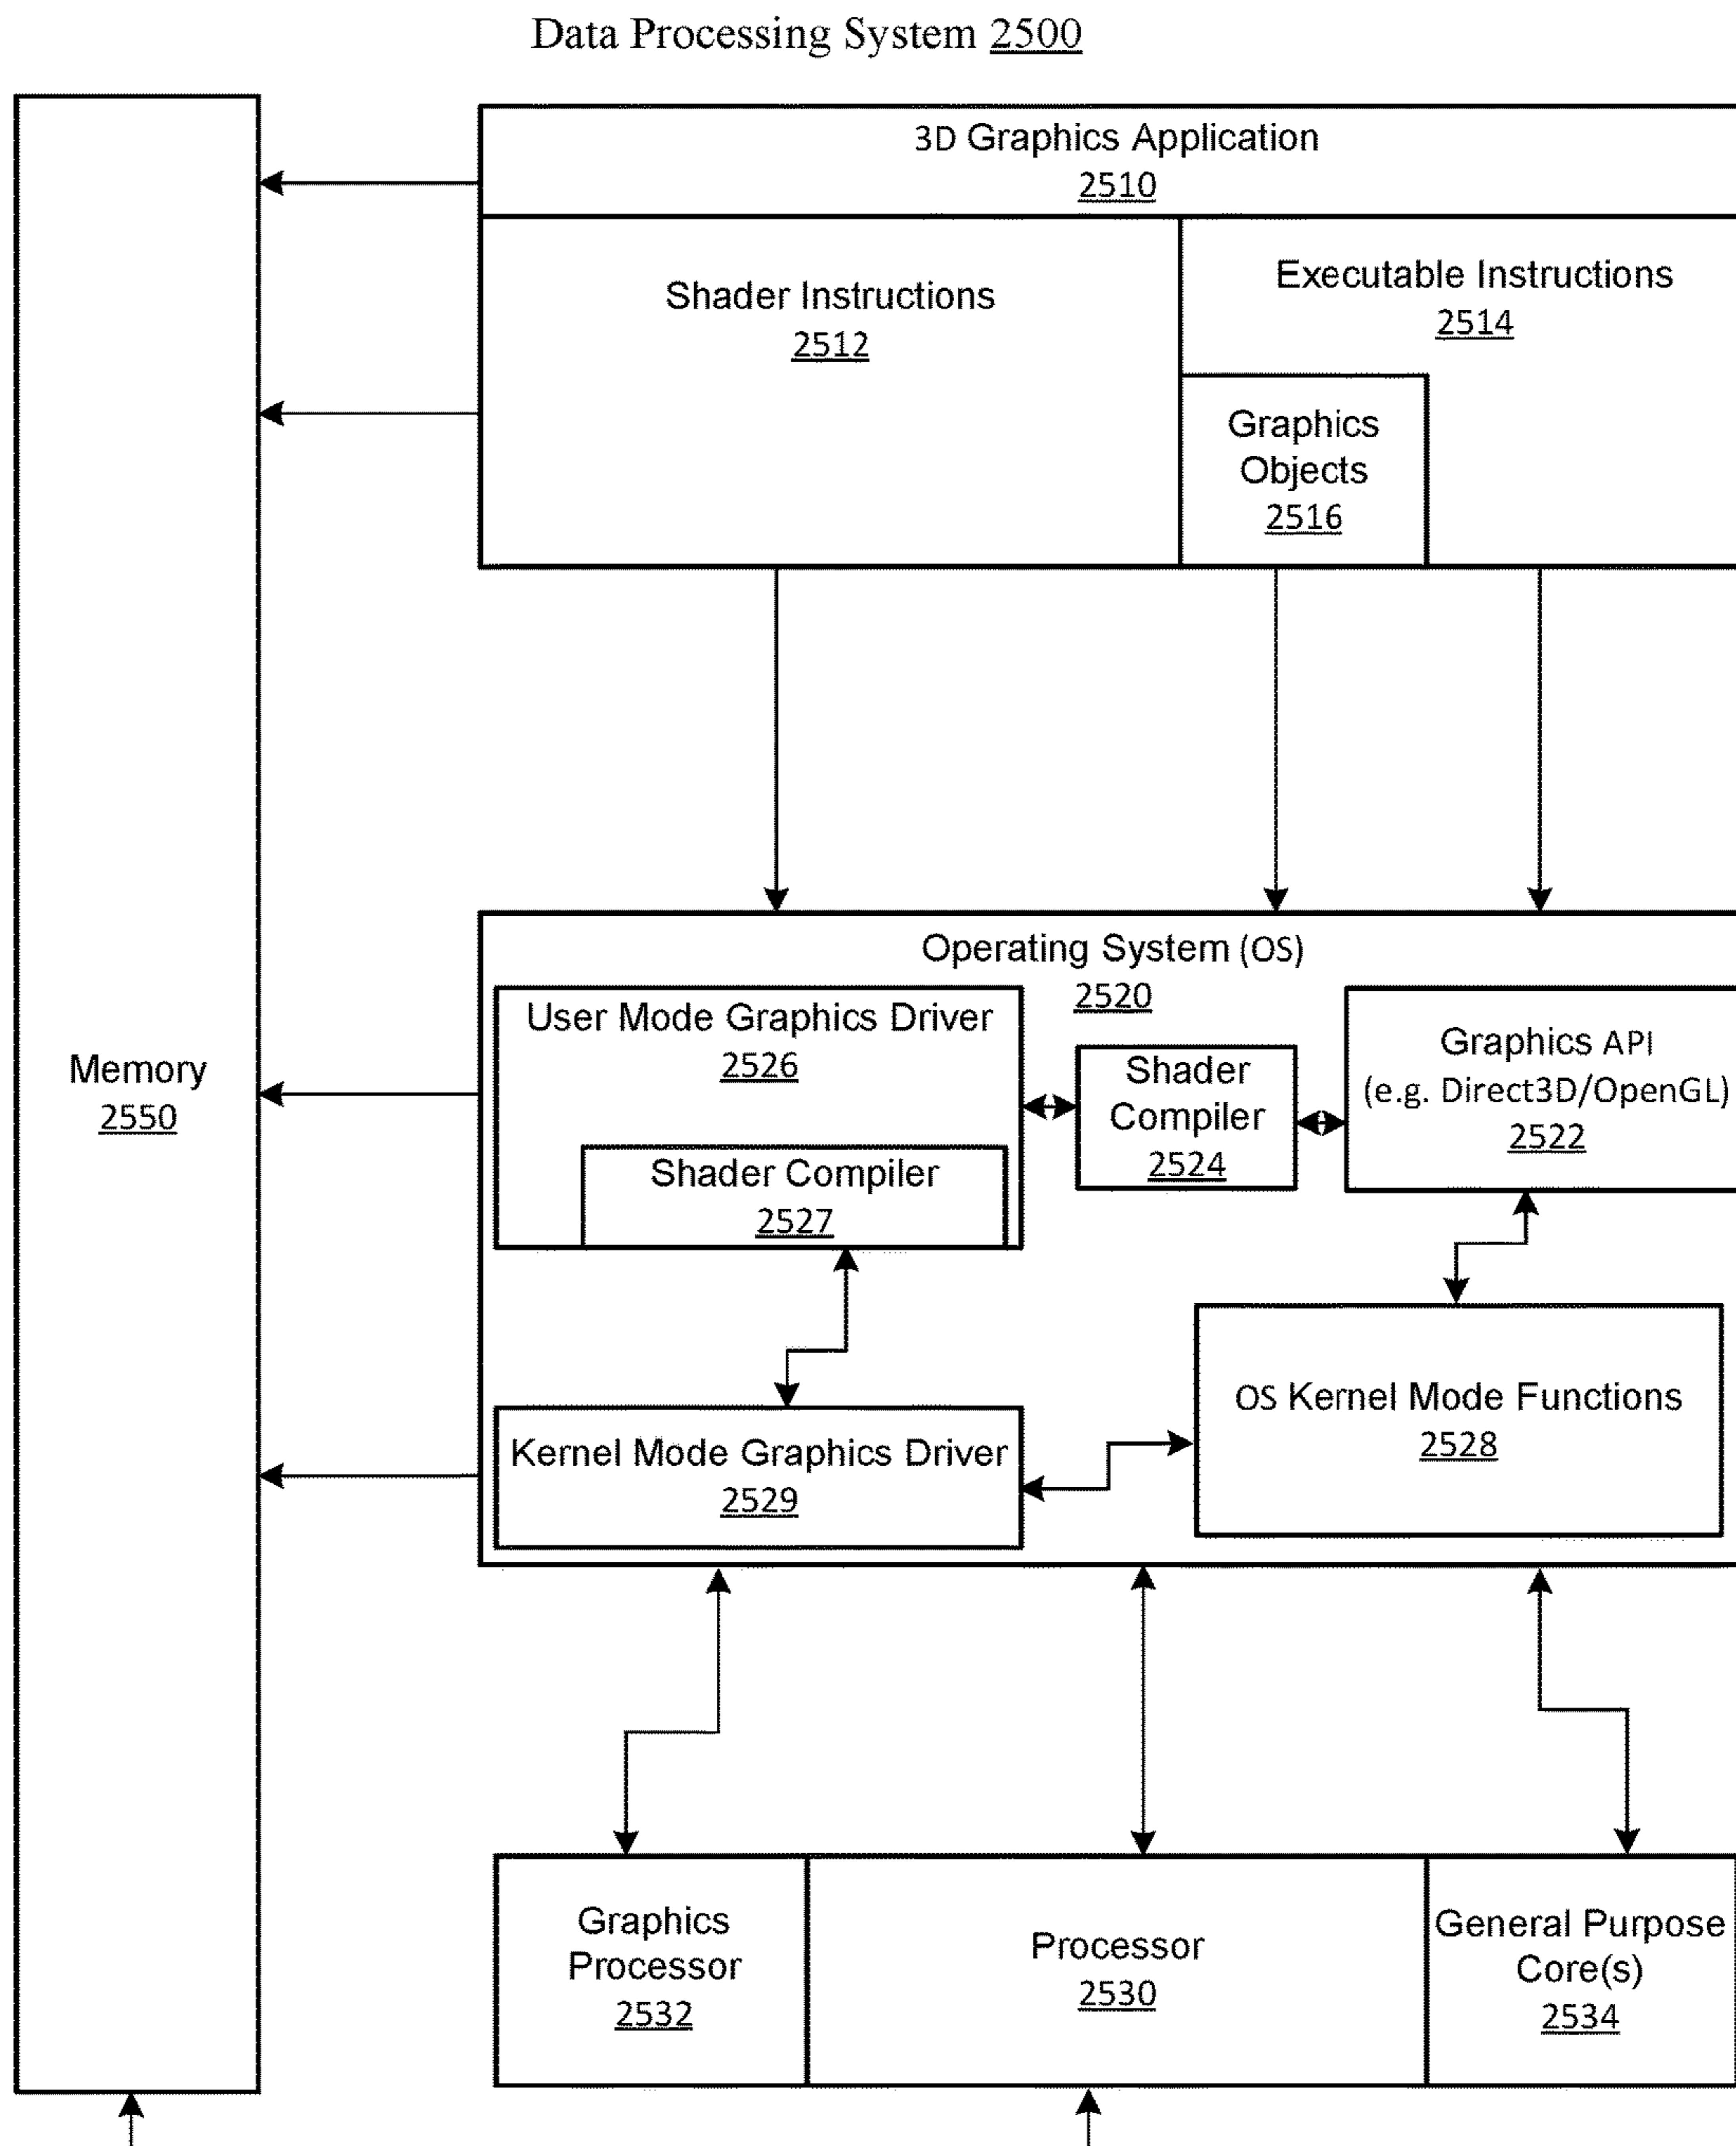 Data Processing System 2500
3D Graphics Application
2510
Shader Instructions
2512
Executable Instructions
2514
Graphics
Objects
2516
Memory
2550
Operating System (OS)
2520
User Mode Graphics Driver
2526
Shader Compiler
2527
Shader
Compiler
2524
Graphics API
(e.g. Direct3D/OpenGL)
2522
Kernel Mode Graphics Driver
2529
OS Kernel Mode Functions
2528
Graphics
Processor
2532
Processor
2530
General Purpose
Core(s)
2534